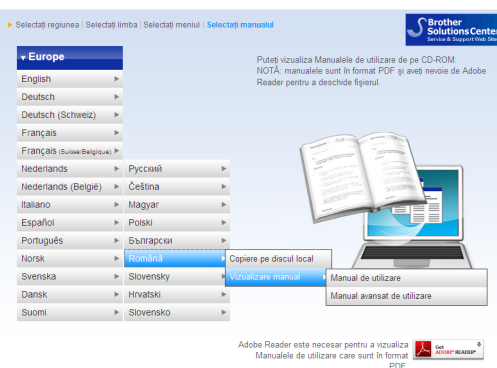 Selectați regiunea | Selectați limba | Selectați meniul | Selectați manualul
Brother
Solutions Center
Service & Support Web Site
Europe
Puteți vizualiza Manualele de utilizare de pe CD-ROM.
NOTĂ: manualele sunt în format PDF și aveți nevoie de Adobe
Reader pentru a deschide fișierul.
English
Deutsch
Deutsch (Schweiz)
Français
Français (Suisse/Belgique)
Nederlands
Русский
Nederlands (België)
Čeština
Italiano
Magyar
Español
Polski
Português
Български
Norsk
Română
Copiere pe discul local
Svenska
Slovensky
Vizualizare manual
Manual de utilizare
Dansk
Hrvatski
Manual avansat de utilizare
Suomi
Slovensko
Adobe Reader este necesar pentru a vizualiza
Manualele de utilizare care sunt în format
PDF
Get
ADOBE® READER®